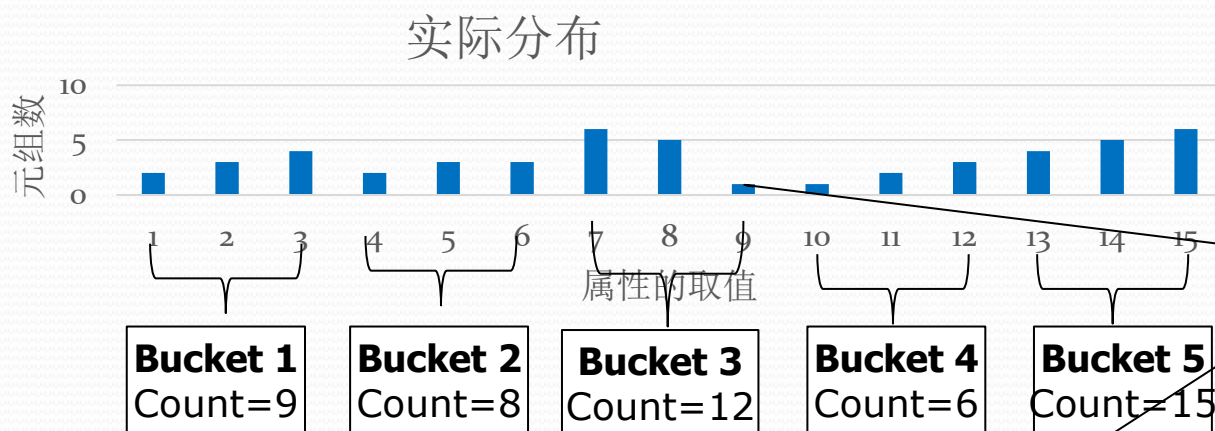 实际分布
元组数
10
5
0
1 2 3 4 5 6 7 8 9 10 11 12 13 14 15
属性的取值
Bucket 1
Count=9
Bucket 2
Count=8
Bucket 3
Count=12
Bucket 4
Count=6
Bucket 5
Count=15